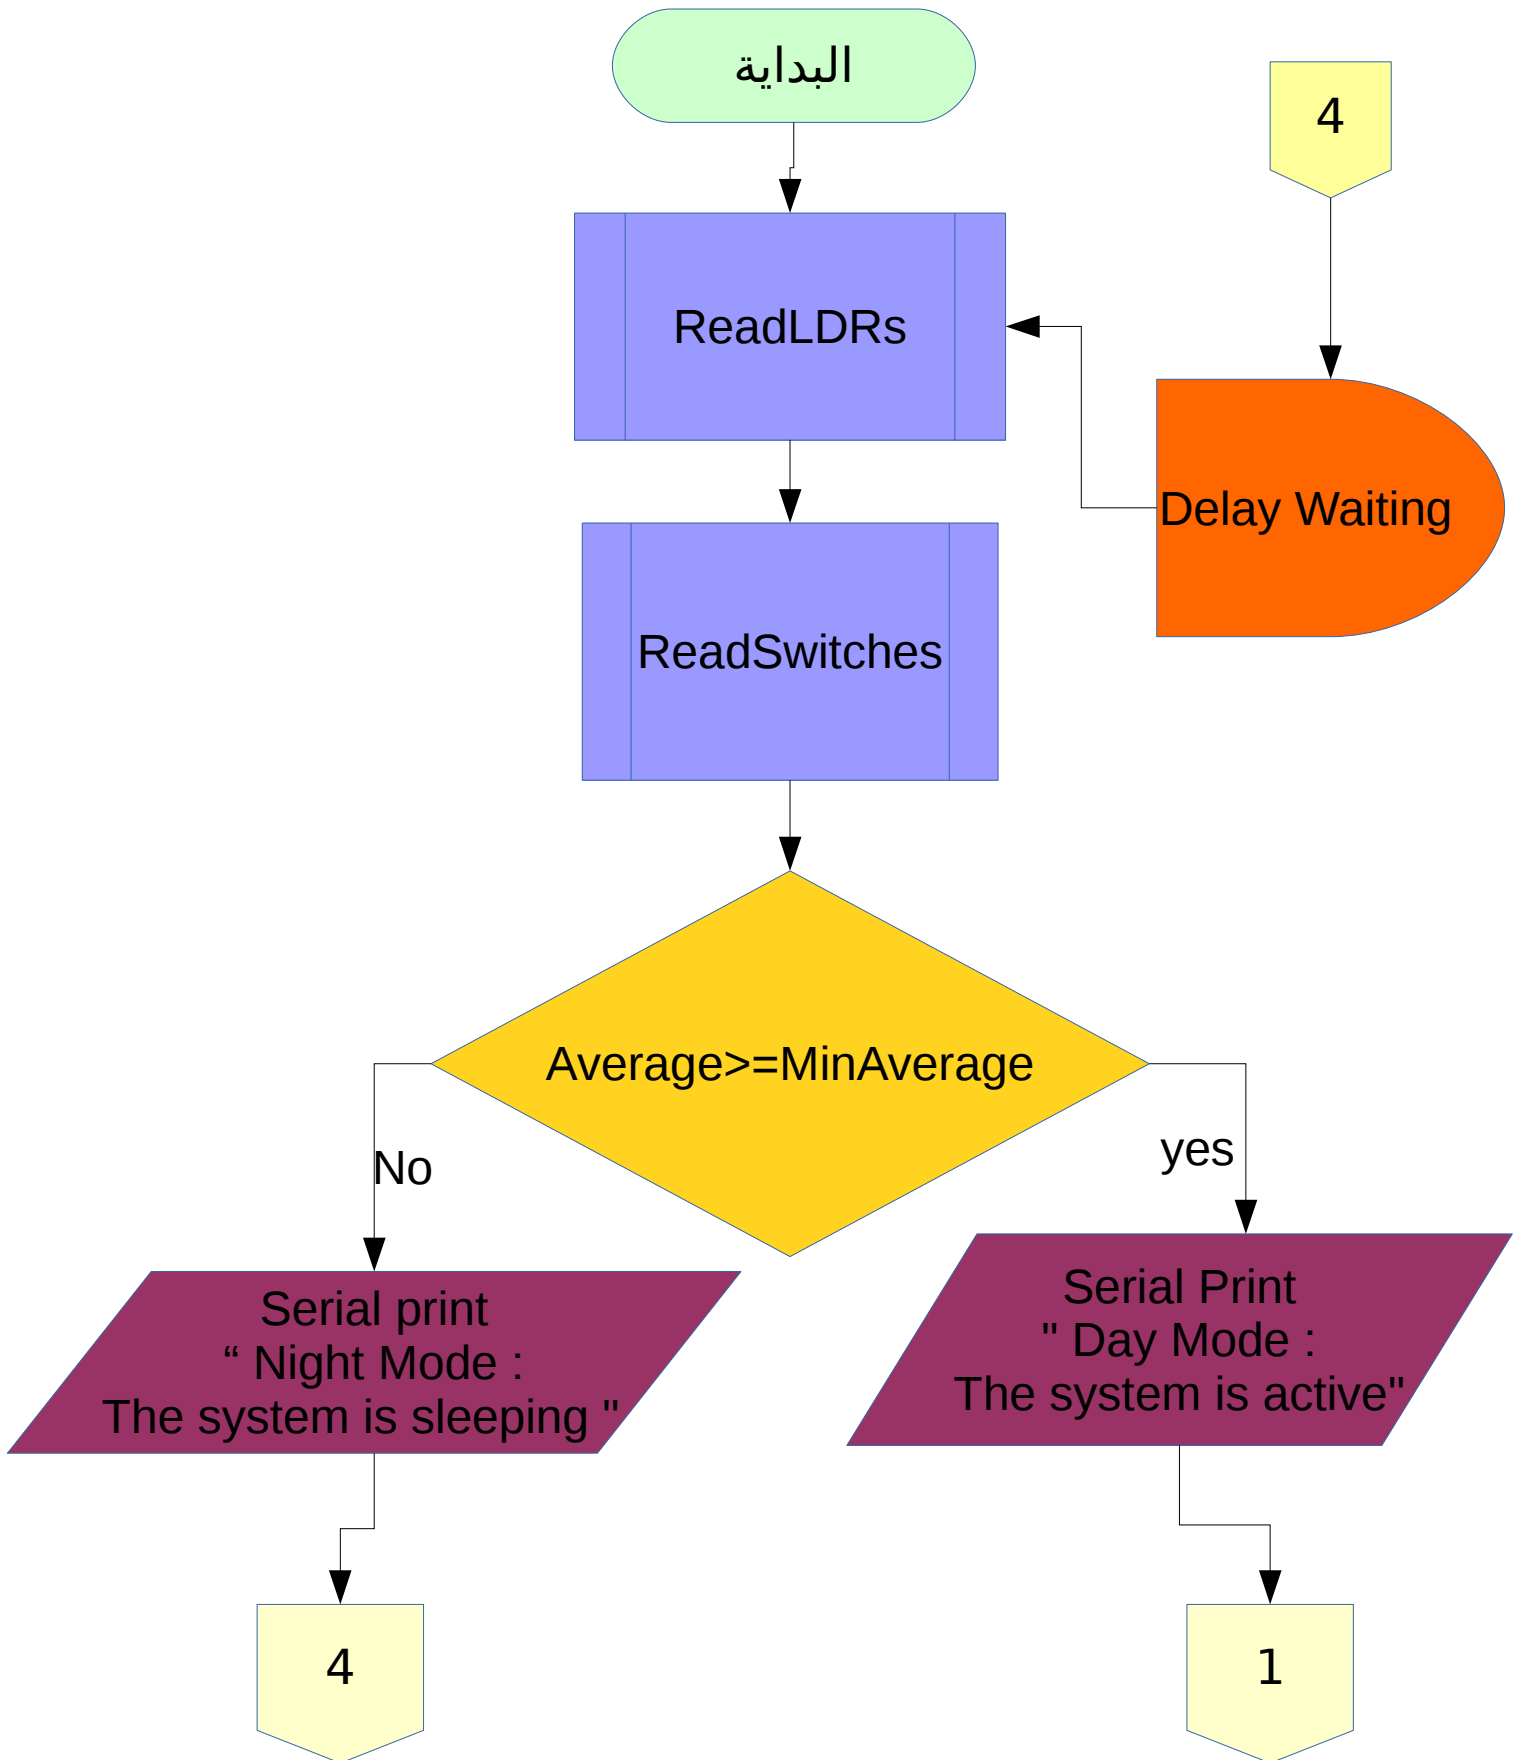 البداية
4
ReadLDRs
Delay Waiting
ReadSwitches
Average>=MinAverage
No
yes
Serial print
“ Night Mode :
The system is sleeping "
Serial Print
" Day Mode :
The system is active"
4
1